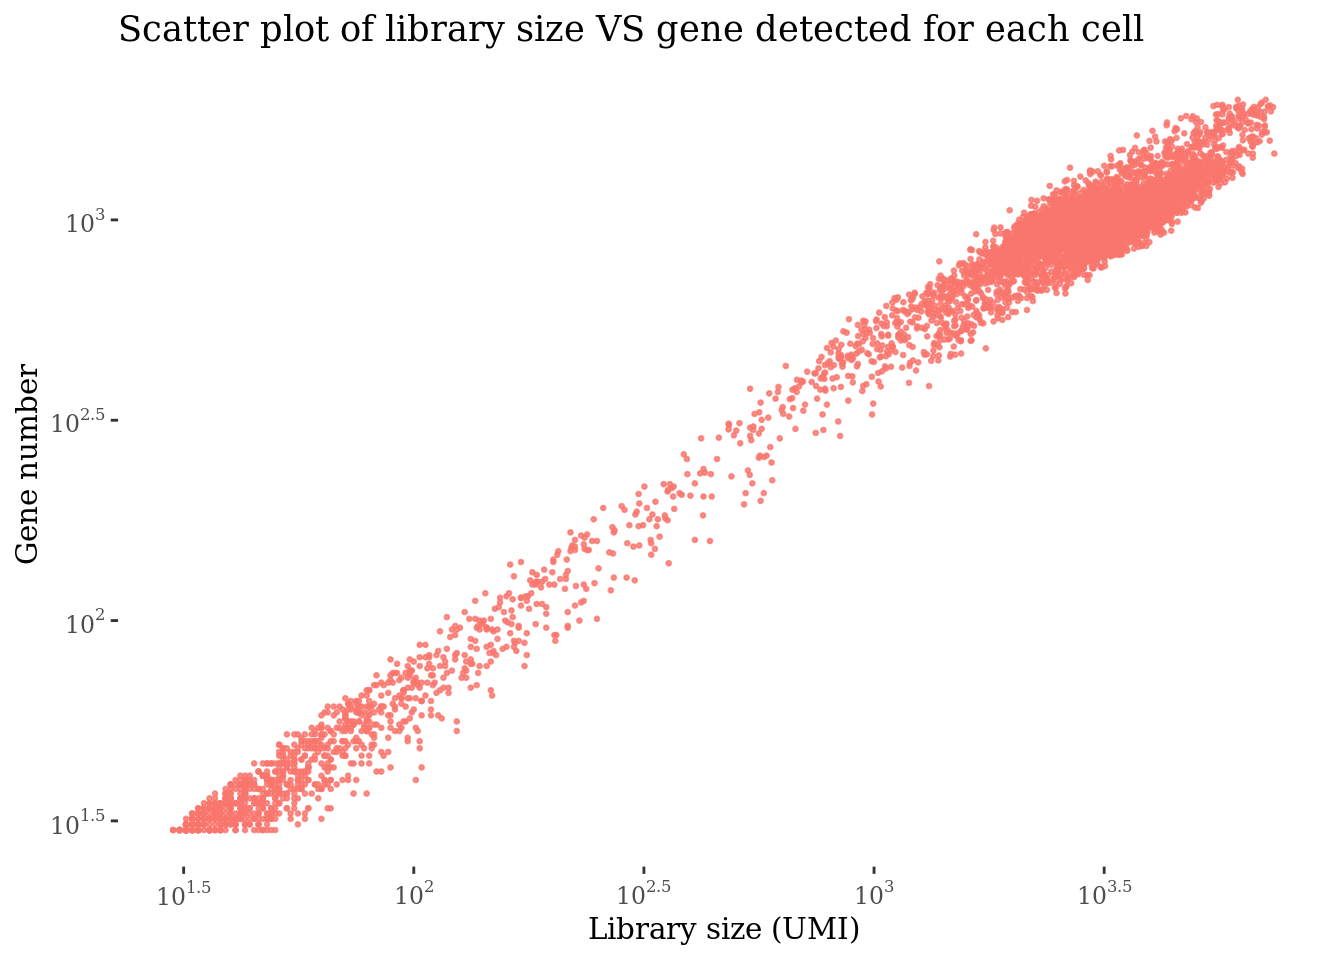 Scatter plot of library size VS gene detected for each cell
Gene number
10^3
10^2.5
10^2
10^1.5
10^1.5 10^2 10^2.5 10^3 10^3.5
Library size (UMI)